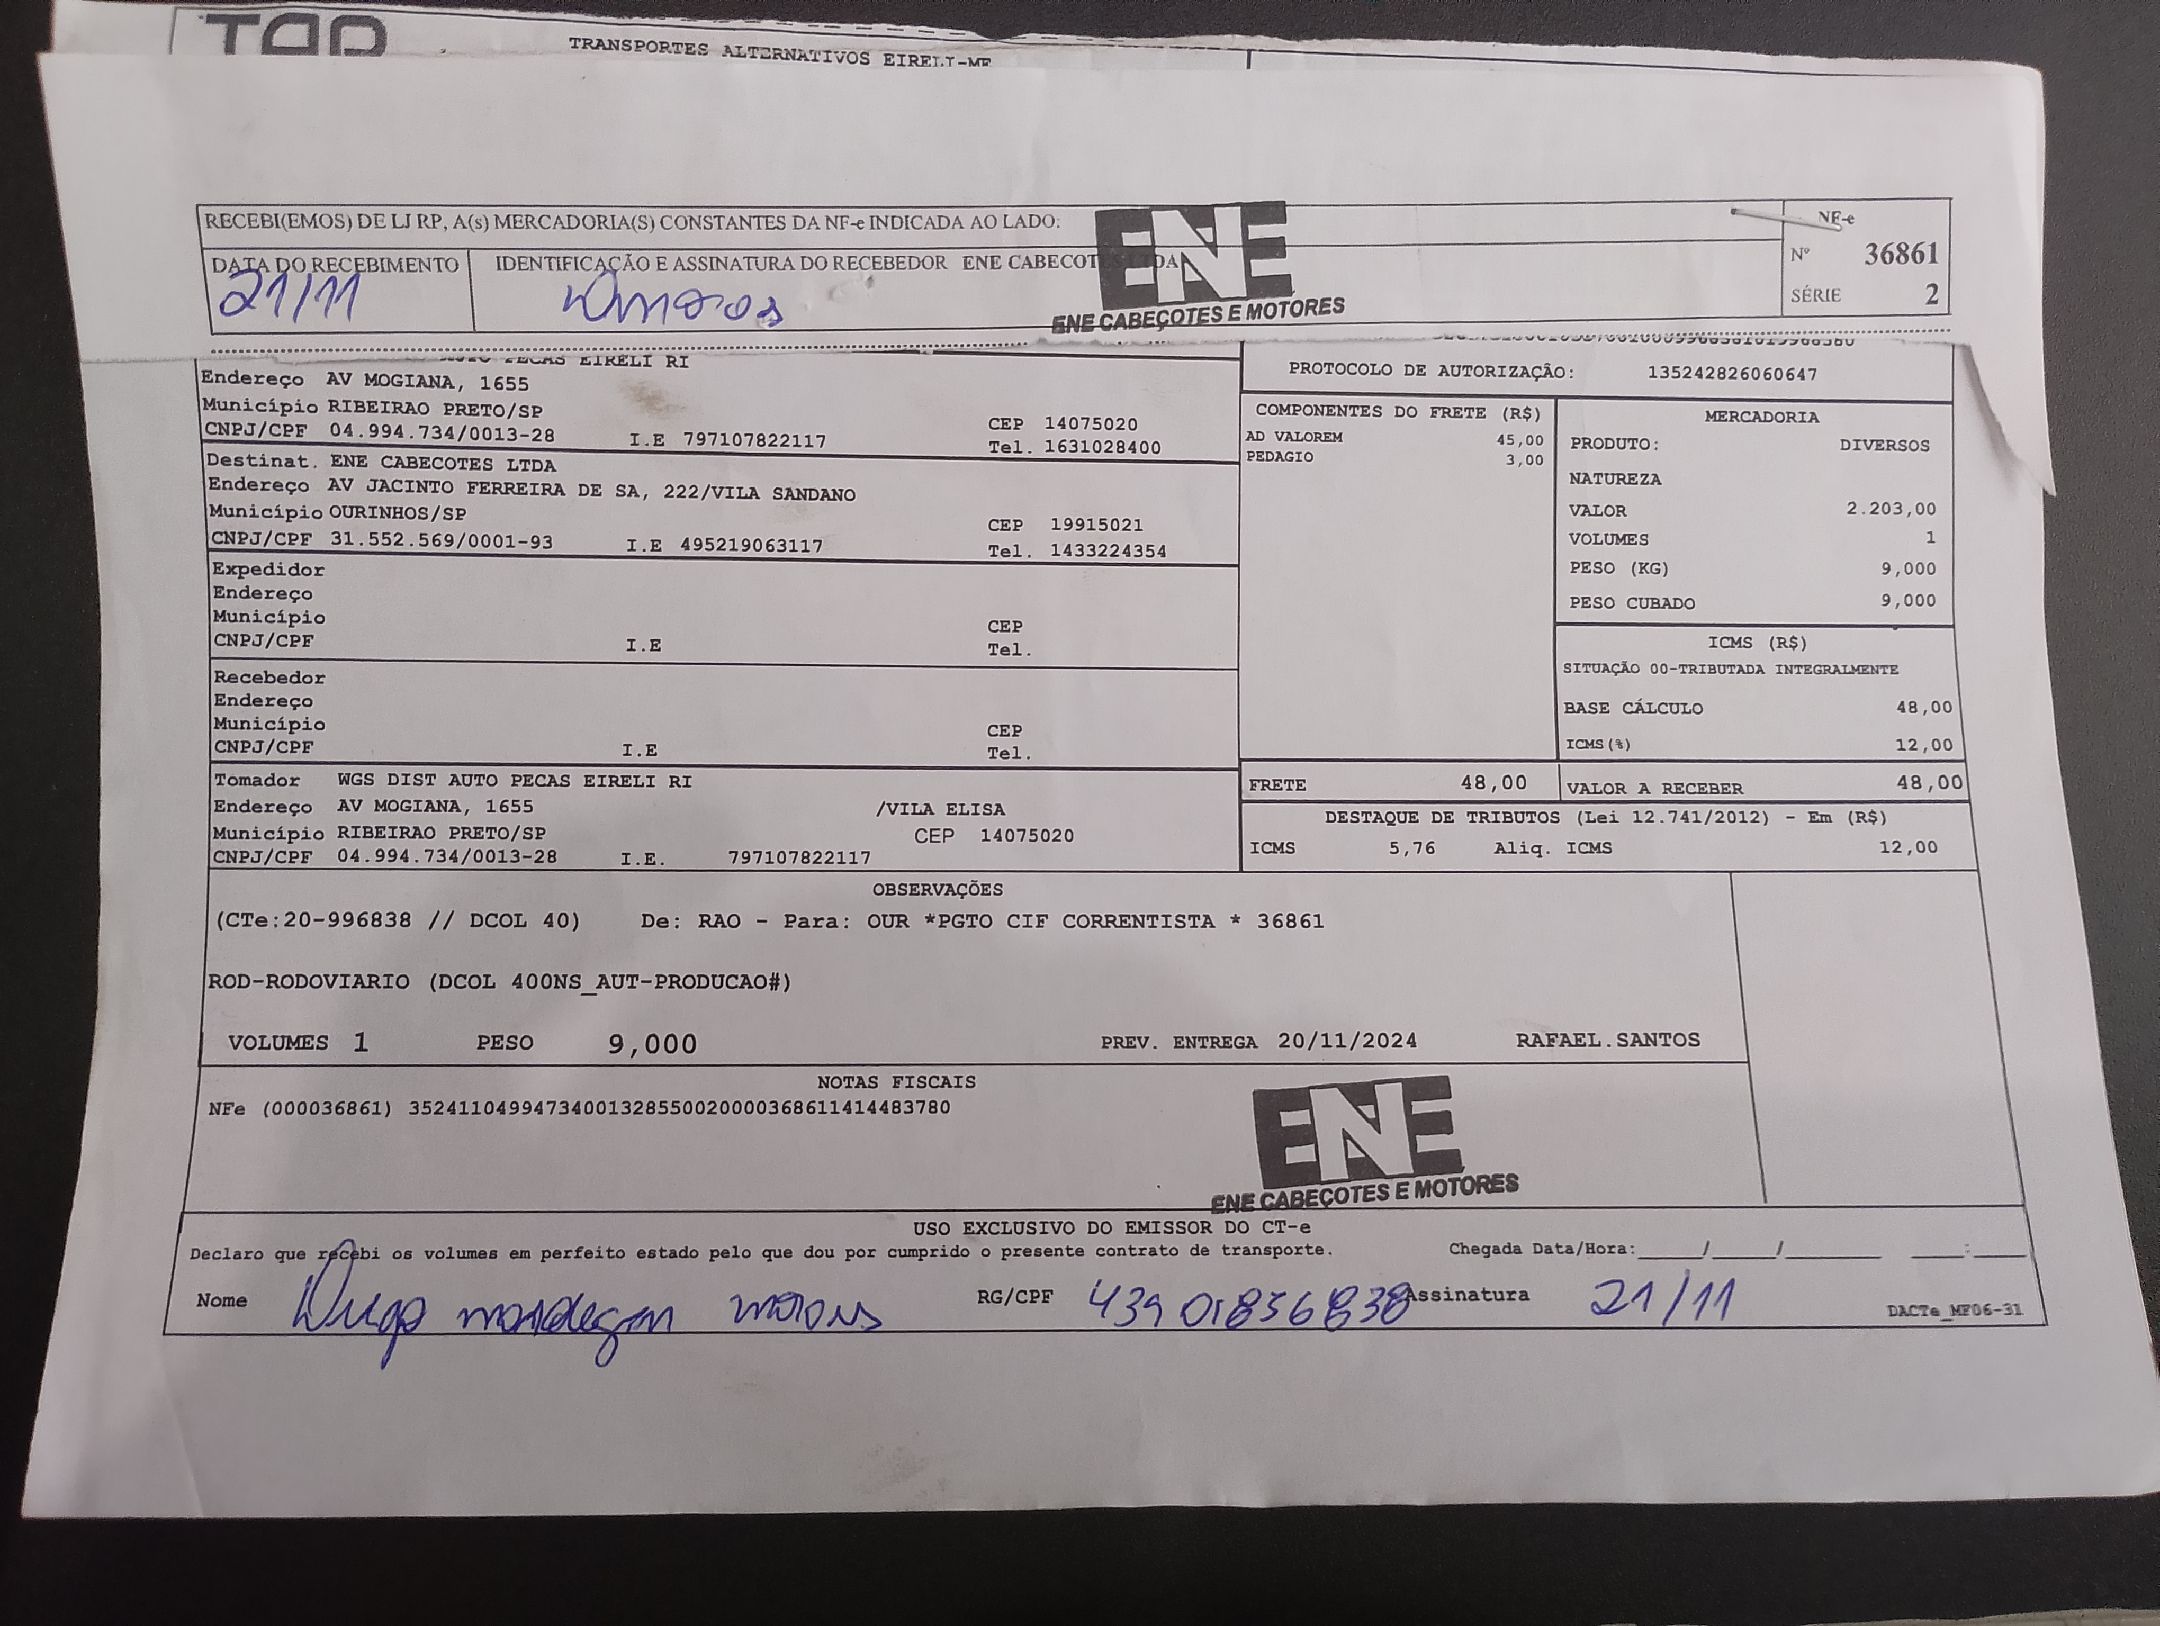 TRANSPORTES ALTERNATIVOS EIRELI-ME
RECEBI(EMOS) DE LJ RP, A(s) MERCADORIA(S) CONSTANTES DA NF-e INDICADA AO LADO:
NF-e
Nº 36861
SÉRIE 2
DATA DO RECEBIMENTO
21/11
IDENTIFICAÇÃO E ASSINATURA DO RECEBEDOR ENE CABECOTES LTDA
ENE
ENE CABEÇOTES E MOTORES
AUTO PECAS EIRELI RI
Endereço AV MOGIANA, 1655
Município RIBEIRAO PRETO/SP
CEP 14075020
CNPJ/CPF 04.994.734/0013-28 I.E 797107822117
Tel. 1631028400
Destinat. ENE CABECOTES LTDA
Endereço AV JACINTO FERREIRA DE SA, 222/VILA SANDANO
Município OURINHOS/SP
CEP 19915021
CNPJ/CPF 31.552.569/0001-93 I.E 495219063117
Tel. 1433224354
Expedidor
Endereço
Município
CEP
CNPJ/CPF I.E
Tel.
Recebedor
Endereço
Município
CEP
CNPJ/CPF I.E
Tel.
Tomador WGS DIST AUTO PECAS EIRELI RI
Endereço AV MOGIANA, 1655 /VILA ELISA
Município RIBEIRAO PRETO/SP CEP 14075020
CNPJ/CPF 04.994.734/0013-28 I.E. 797107822117
PROTOCOLO DE AUTORIZAÇÃO: 135242826060647
COMPONENTES DO FRETE (R$)
AD VALOREM 45,00
PEDAGIO 3,00
MERCADORIA
PRODUTO: DIVERSOS
NATUREZA
VALOR 2.203,00
VOLUMES 1
PESO (KG) 9,000
PESO CUBADO 9,000
ICMS (R$)
SITUAÇÃO 00-TRIBUTADA INTEGRALMENTE
BASE CÁLCULO 48,00
ICMS(%) 12,00
FRETE 48,00
VALOR A RECEBER 48,00
DESTAQUE DE TRIBUTOS (Lei 12.741/2012) - Em (R$)
ICMS 5,76 Aliq. ICMS 12,00
OBSERVAÇÕES
(CTe:20-996838 // DCOL 40) De: RAO - Para: OUR *PGTO CIF CORRENTISTA * 36861
ROD-RODOVIARIO (DCOL 400NS_AUT-PRODUCAO#)
VOLUMES 1 PESO 9,000 PREV. ENTREGA 20/11/2024 RAFAEL.SANTOS
NOTAS FISCAIS
NFe (000036861) 35241104994734001328550020000368611414483780
ENE
ENE CABEÇOTES E MOTORES
USO EXCLUSIVO DO EMISSOR DO CT-e
Declaro que recebi os volumes em perfeito estado pelo que dou por cumprido o presente contrato de transporte. Chegada Data/Hora:____/____/______ ___:____
Nome RG/CPF 439 01856838 Assinatura 21/11
DACTe_MF06-31